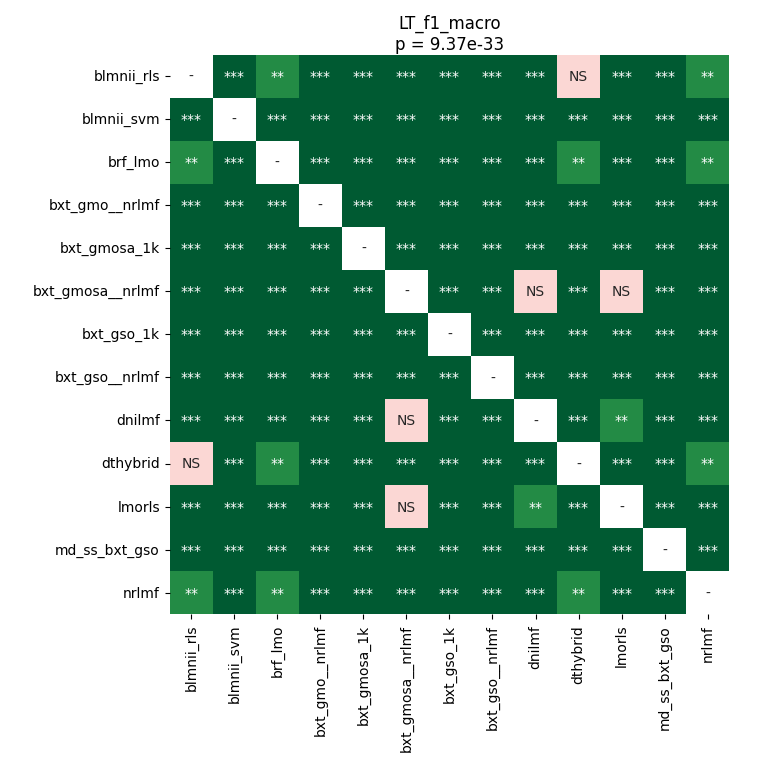 LT_f1_macro
p = 9.37e-33
blmnii_rls - *** ** *** *** *** *** *** *** NS *** *** **
blmnii_svm *** - *** *** *** *** *** *** *** *** *** *** ***
brf_lmo ** *** - *** *** *** *** *** *** ** *** *** **
bxt_gmo__nrlmf *** *** *** - *** *** *** *** *** *** *** *** ***
bxt_gmosa_1k *** *** *** *** - *** *** *** *** *** *** *** ***
bxt_gmosa__nrlmf *** *** *** *** *** - *** *** NS *** NS *** ***
bxt_gso_1k *** *** *** *** *** *** - *** *** *** *** *** ***
bxt_gso__nrlmf *** *** *** *** *** *** *** - *** *** *** *** ***
dnilmf *** *** *** *** *** NS *** *** - *** ** *** ***
dthybrid NS *** ** *** *** *** *** *** *** - *** *** **
lmorls *** *** *** *** *** NS *** *** ** *** - *** ***
md_ss_bxt_gso *** *** *** *** *** *** *** *** *** *** *** - ***
nrlmf ** *** ** *** *** *** *** *** *** ** *** *** -
blmnii_rls
blmnii_svm
brf_lmo
bxt_gmo__nrlmf
bxt_gmosa_1k
bxt_gmosa__nrlmf
bxt_gso_1k
bxt_gso__nrlmf
dnilmf
dthybrid
lmorls
md_ss_bxt_gso
nrlmf